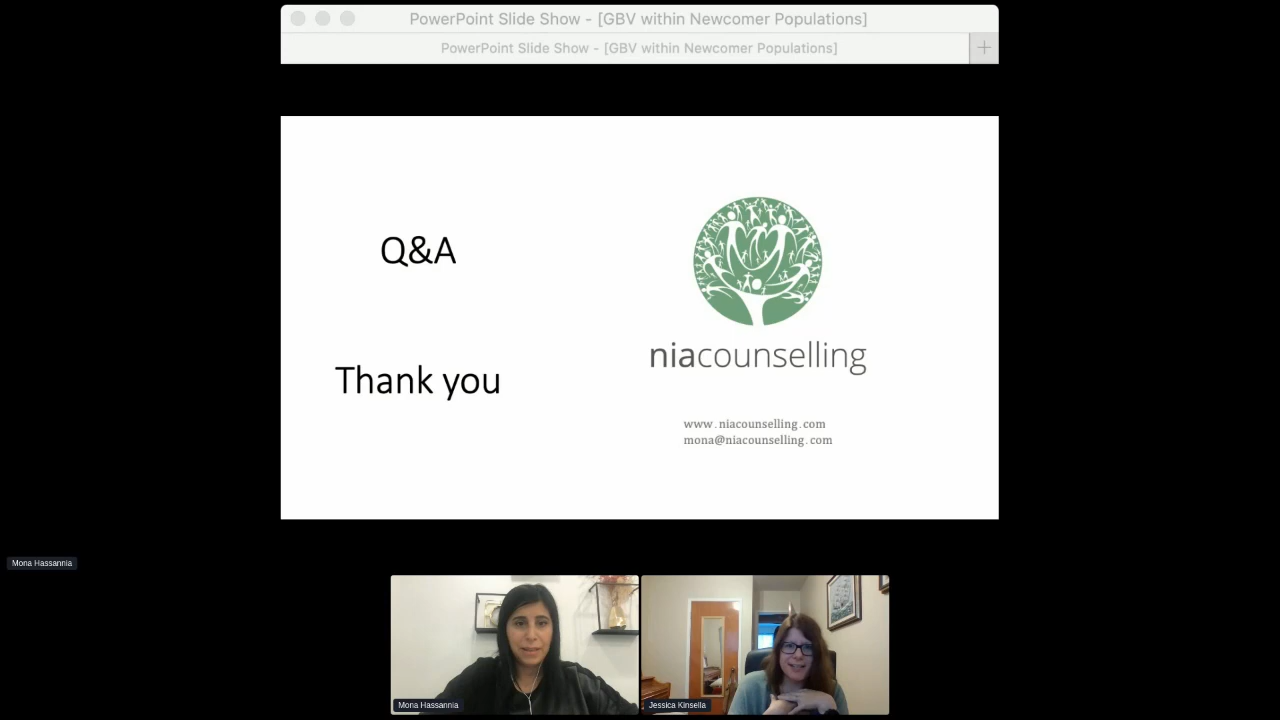 PowerPoint Slide Show - [GBV within Newcomer Populations]
PowerPoint Slide Show - [GBV within Newcomer Populations]
Q&A
Thank you
niacounselling
www.niacounselling.com
mona@niacounselling.com
Mona Hassannia
Mona Hassannia
Jessica Kinsella